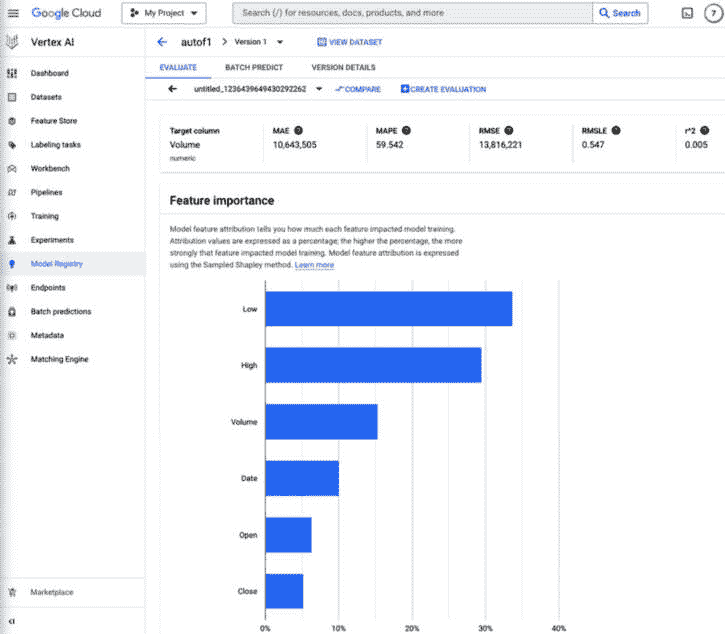 Google Cloud
My Project
Search (/) for resources, docs, products, and more
Search
?
Vertex AI
autof1
Version 1
VIEW DATASET
EVALUATE
BATCH PREDICT
VERSION DETAILS
untitled_1236439649430292262
COMPARE
CREATE EVALUATION
Dashboard
Datasets
Feature Store
Labeling tasks
Workbench
Pipelines
Training
Experiments
Model Registry
Endpoints
Batch predictions
Metadata
Matching Engine
Marketplace
Target column
Volume
numeric
MAE
10,643,505
MAPE
59.542
RMSE
13,816,221
RMSLE
0.547
r^2
0.005
Feature importance
Model feature attribution tells you how much each feature impacted model training.
Attribution values are expressed as a percentage; the higher the percentage, the more
strongly that feature impacted model training. Model feature attribution is expressed
using the Sampled Shapley method. Learn more
Low
High
Volume
Date
Open
Close
0%
10%
20%
30%
40%